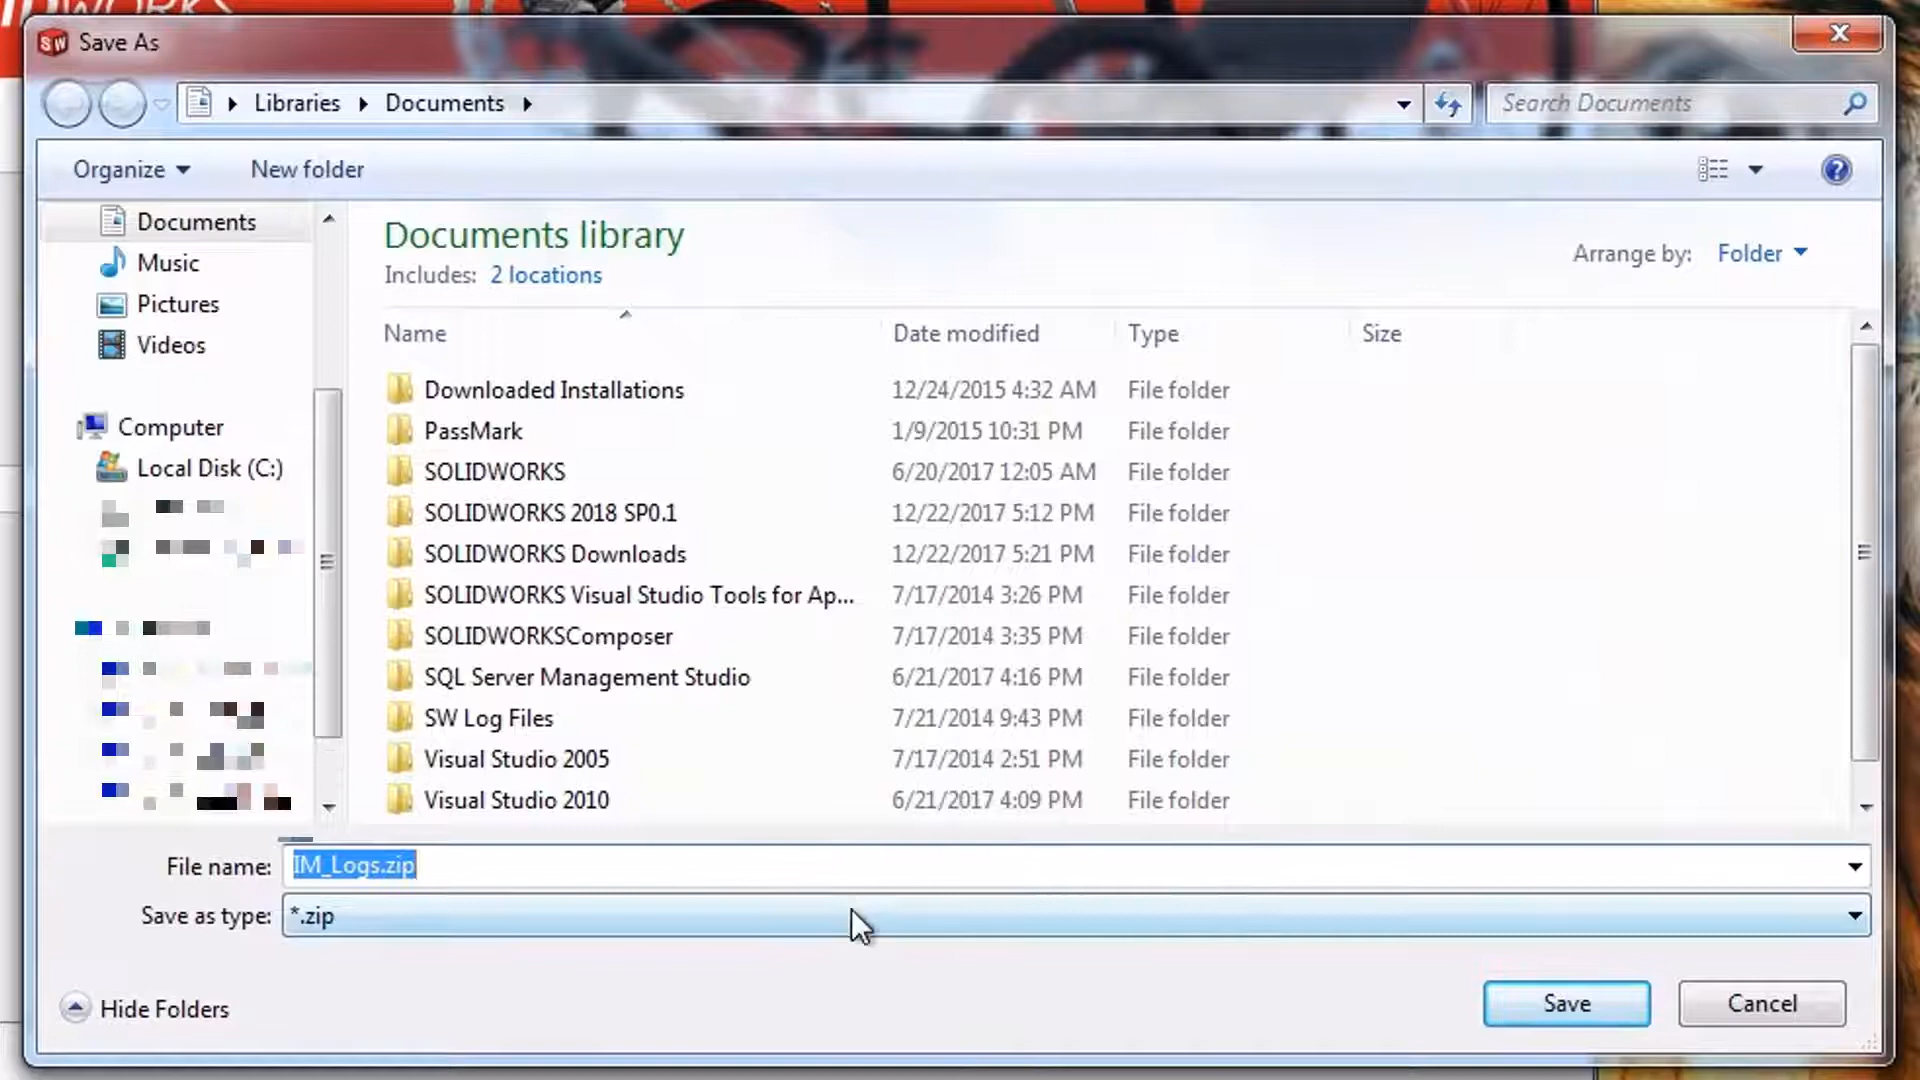 Save As
Libraries Documents
Search Documents
Organize New folder
Documents
Music
Pictures
Videos
Computer
Local Disk (C:)
Documents library
Includes: 2 locations
Arrange by: Folder
Name Date modified Type Size
Downloaded Installations 12/24/2015 4:32 AM File folder
PassMark 1/9/2015 10:31 PM File folder
SOLIDWORKS 6/20/2017 12:05 AM File folder
SOLIDWORKS 2018 SP0.1 12/22/2017 5:12 PM File folder
SOLIDWORKS Downloads 12/22/2017 5:21 PM File folder
SOLIDWORKS Visual Studio Tools for Ap... 7/17/2014 3:26 PM File folder
SOLIDWORKSComposer 7/17/2014 3:35 PM File folder
SQL Server Management Studio 6/21/2017 4:16 PM File folder
SW Log Files 7/21/2014 9:43 PM File folder
Visual Studio 2005 7/17/2014 2:51 PM File folder
Visual Studio 2010 6/21/2017 4:09 PM File folder
File name: IM_Logs.zip
Save as type: *.zip
Hide Folders
Save Cancel